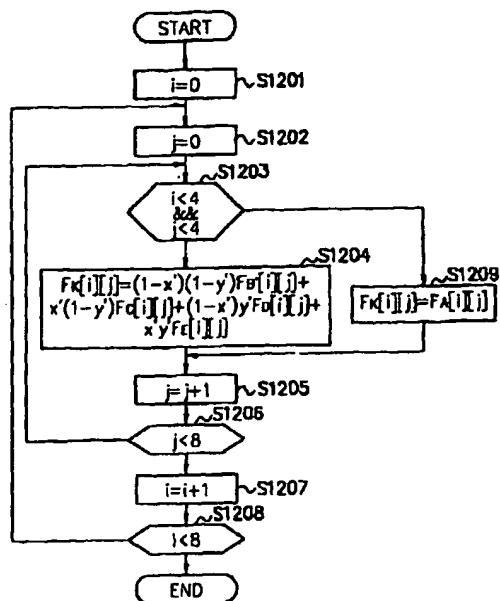 START
i=0
S1201
j=0
S1202
S1203
i<4
&&
j<4
S1204
FK[i][j]=(1-x')(1-y')FB[i][j]+
x'(1-y')FC[i][j]+(1-x')y'FD[i][j]+
x'y'FE[i][j]
S1209
FK[i][j]=FA[i][j]
j=j+1
S1205
S1206
j<8
i=i+1
S1207
S1208
i<8
END